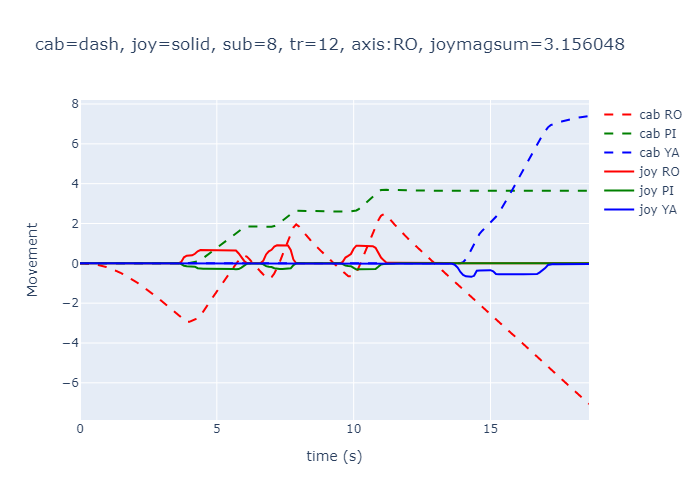 cab=dash, joy=solid, sub=8, tr=12, axis:RO, joymagsum=3.156048
8
6
4
2
0
−2
−4
−6
Movement
0
5
10
15
time (s)
cab RO
cab PI
cab YA
joy RO
joy PI
joy YA